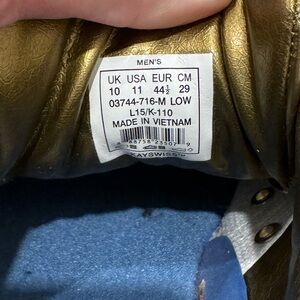 MEN'S
UK USA EUR CM
10 11 44½ 29
03744-716-M LOW
L15/K-110
MADE IN VIETNAM